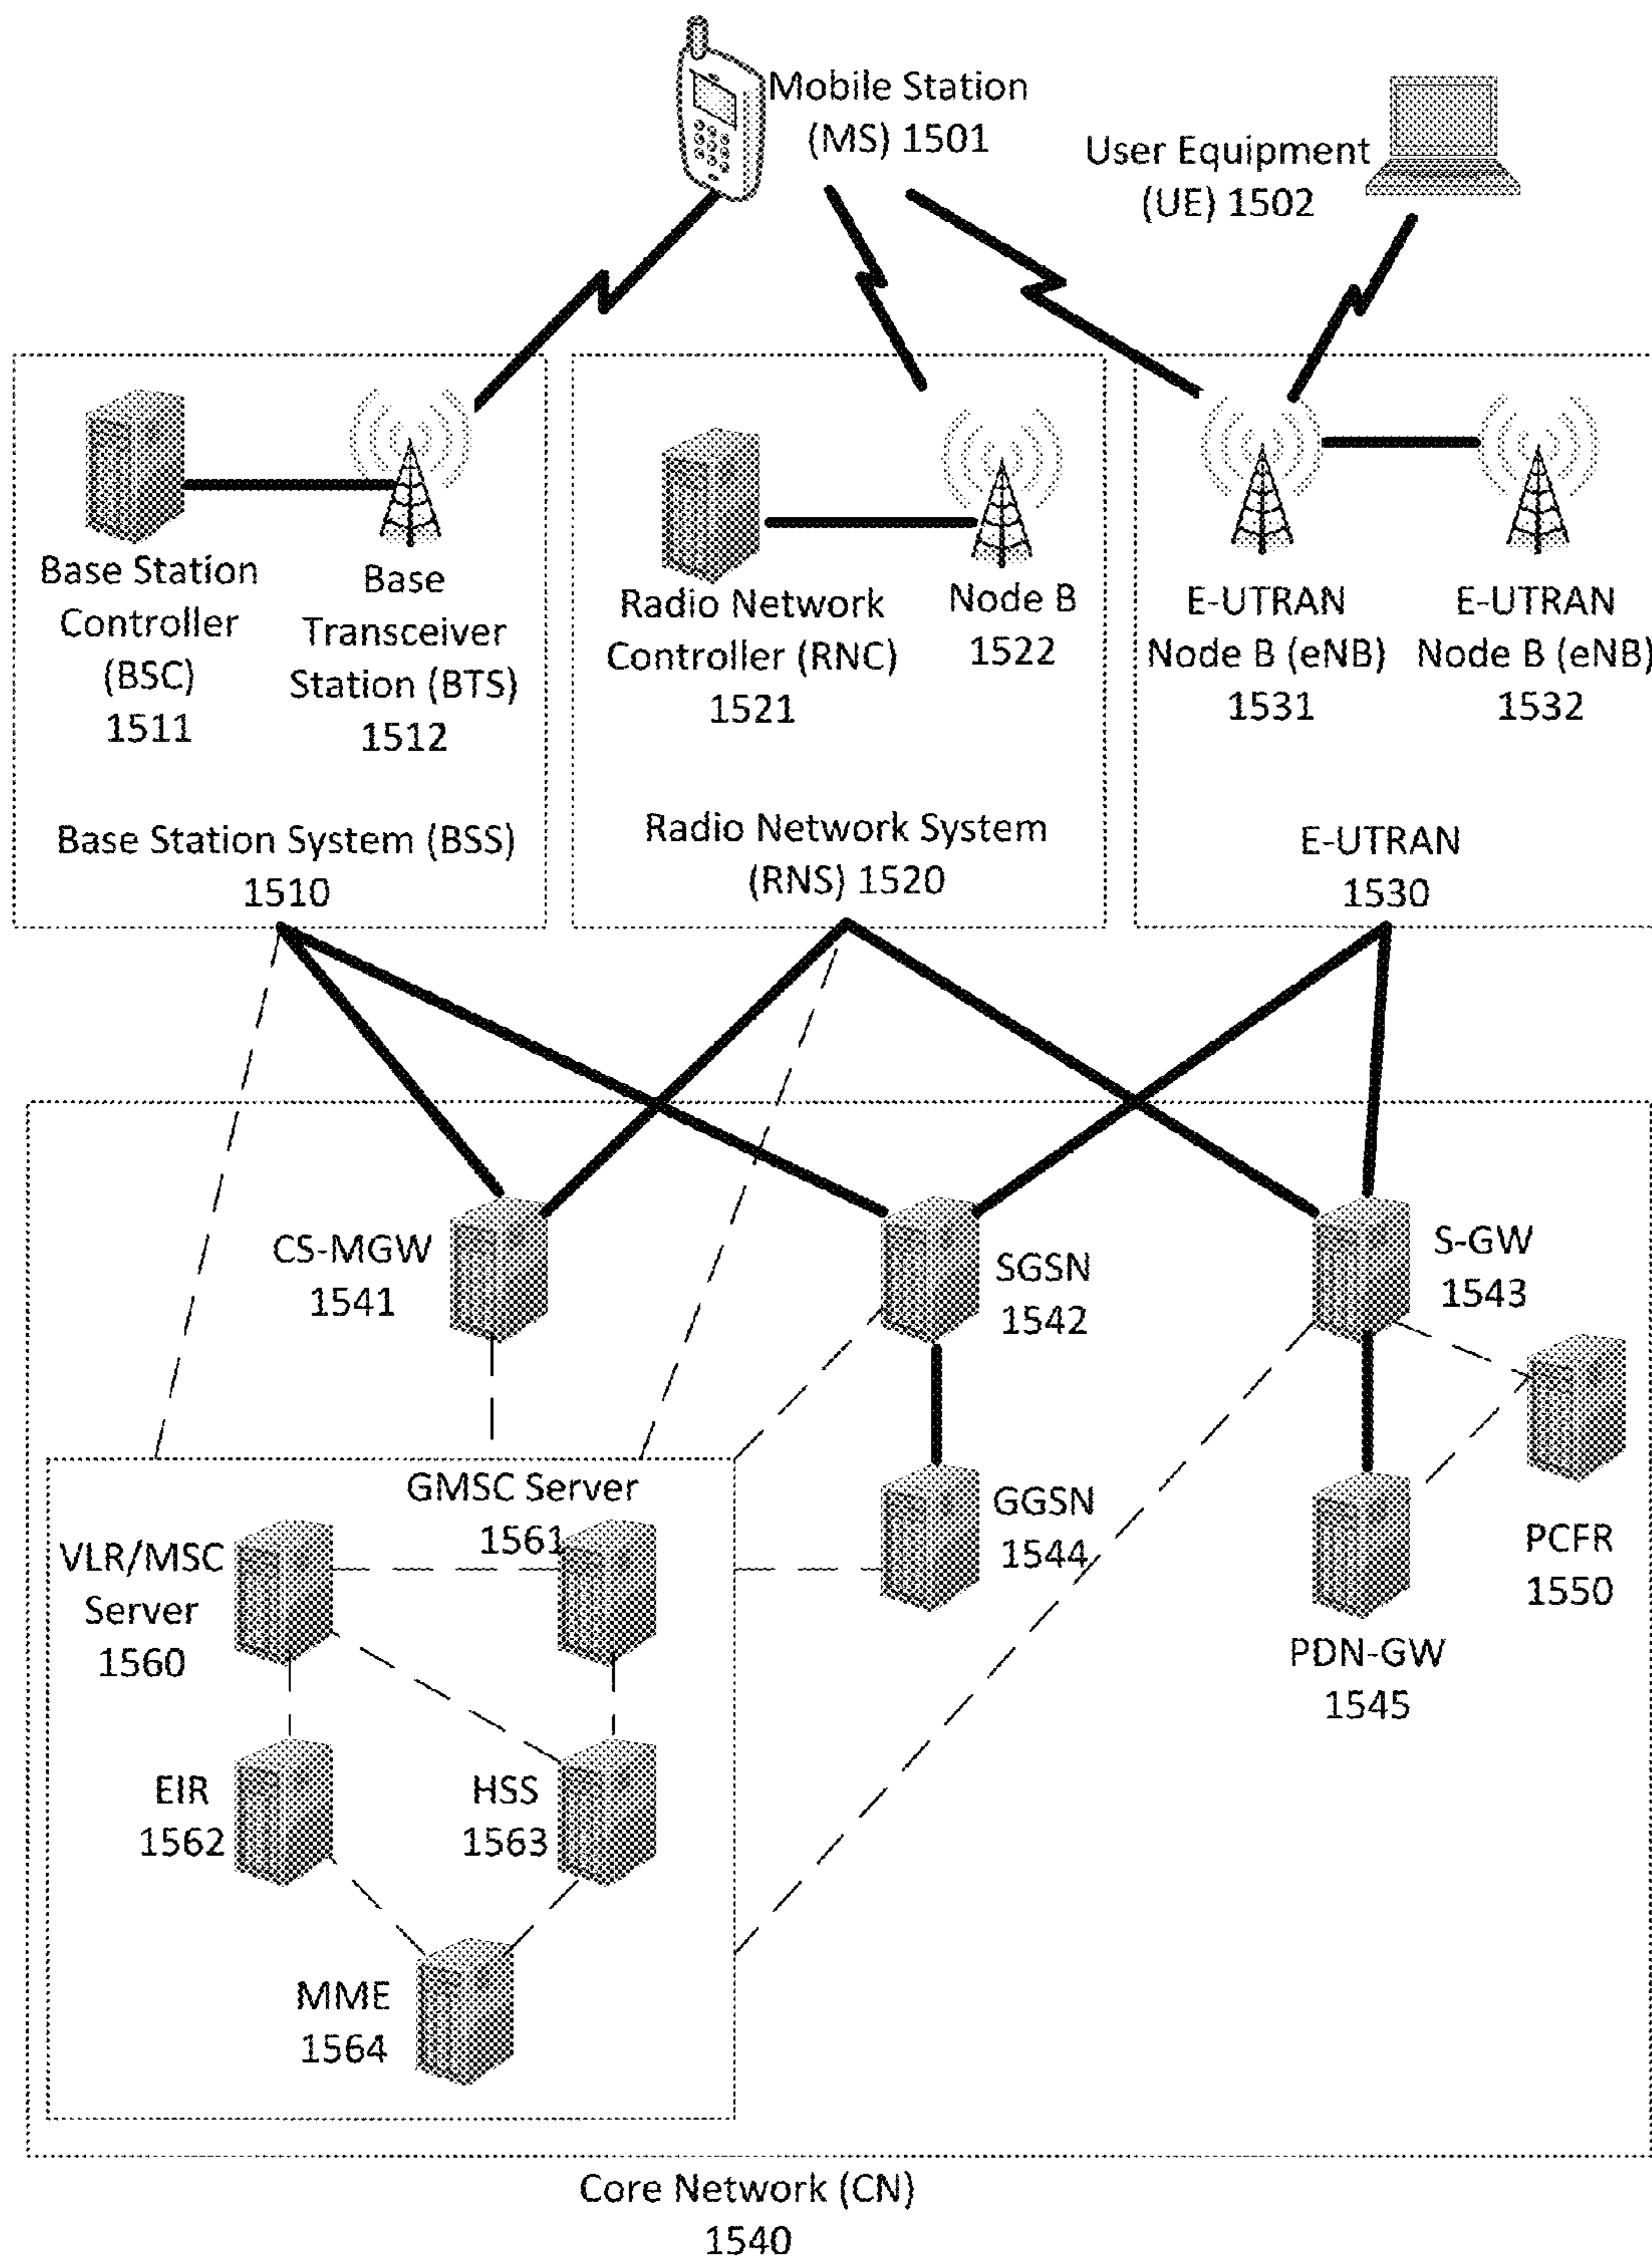 Mobile Station
(MS) 1501
User Equipment
(UE) 1502
Base Station
Controller
(BSC)
1511
Base
Transceiver
Station (BTS)
1512
Base Station System (BSS)
1510
Radio Network
Controller (RNC)
1521
Node B
1522
Radio Network System
(RNS) 1520
E-UTRAN
Node B (eNB)
1531
E-UTRAN
Node B (eNB)
1532
E-UTRAN
1530
CS-MGW
1541
SGSN
1542
S-GW
1543
GMSC Server
1561
VLR/MSC
Server
1560
GGSN
1544
PCFR
1550
PDN-GW
1545
EIR
1562
HSS
1563
MME
1564
Core Network (CN)
1540